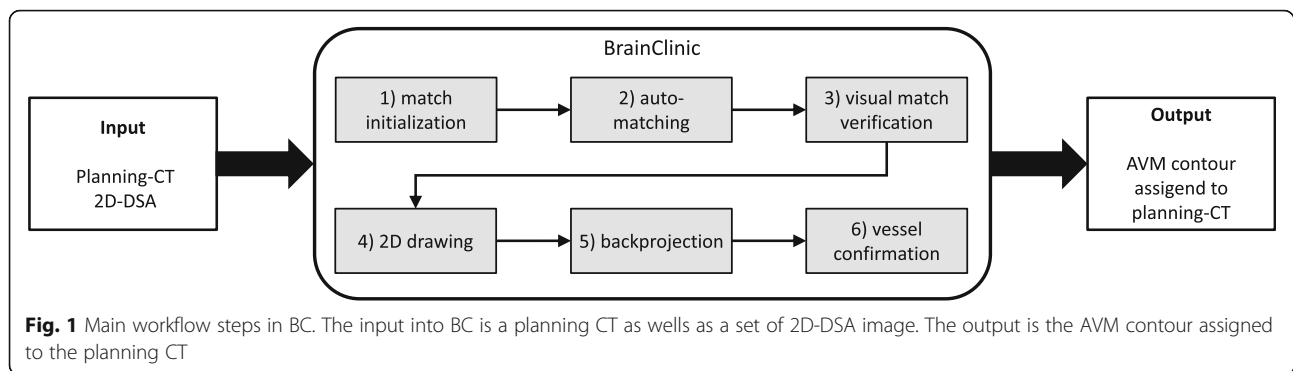 BrainClinic
Input
Planning-CT
2D-DSA
1) match
initialization
2) auto-
matching
3) visual match
verification
4) 2D drawing
5) backprojection
6) vessel
confirmation
Output
AVM contour
assigend to
planning-CT
Fig. 1 Main workflow steps in BC. The input into BC is a planning CT as wells as a set of 2D-DSA image. The output is the AVM contour assigned
to the planning CT